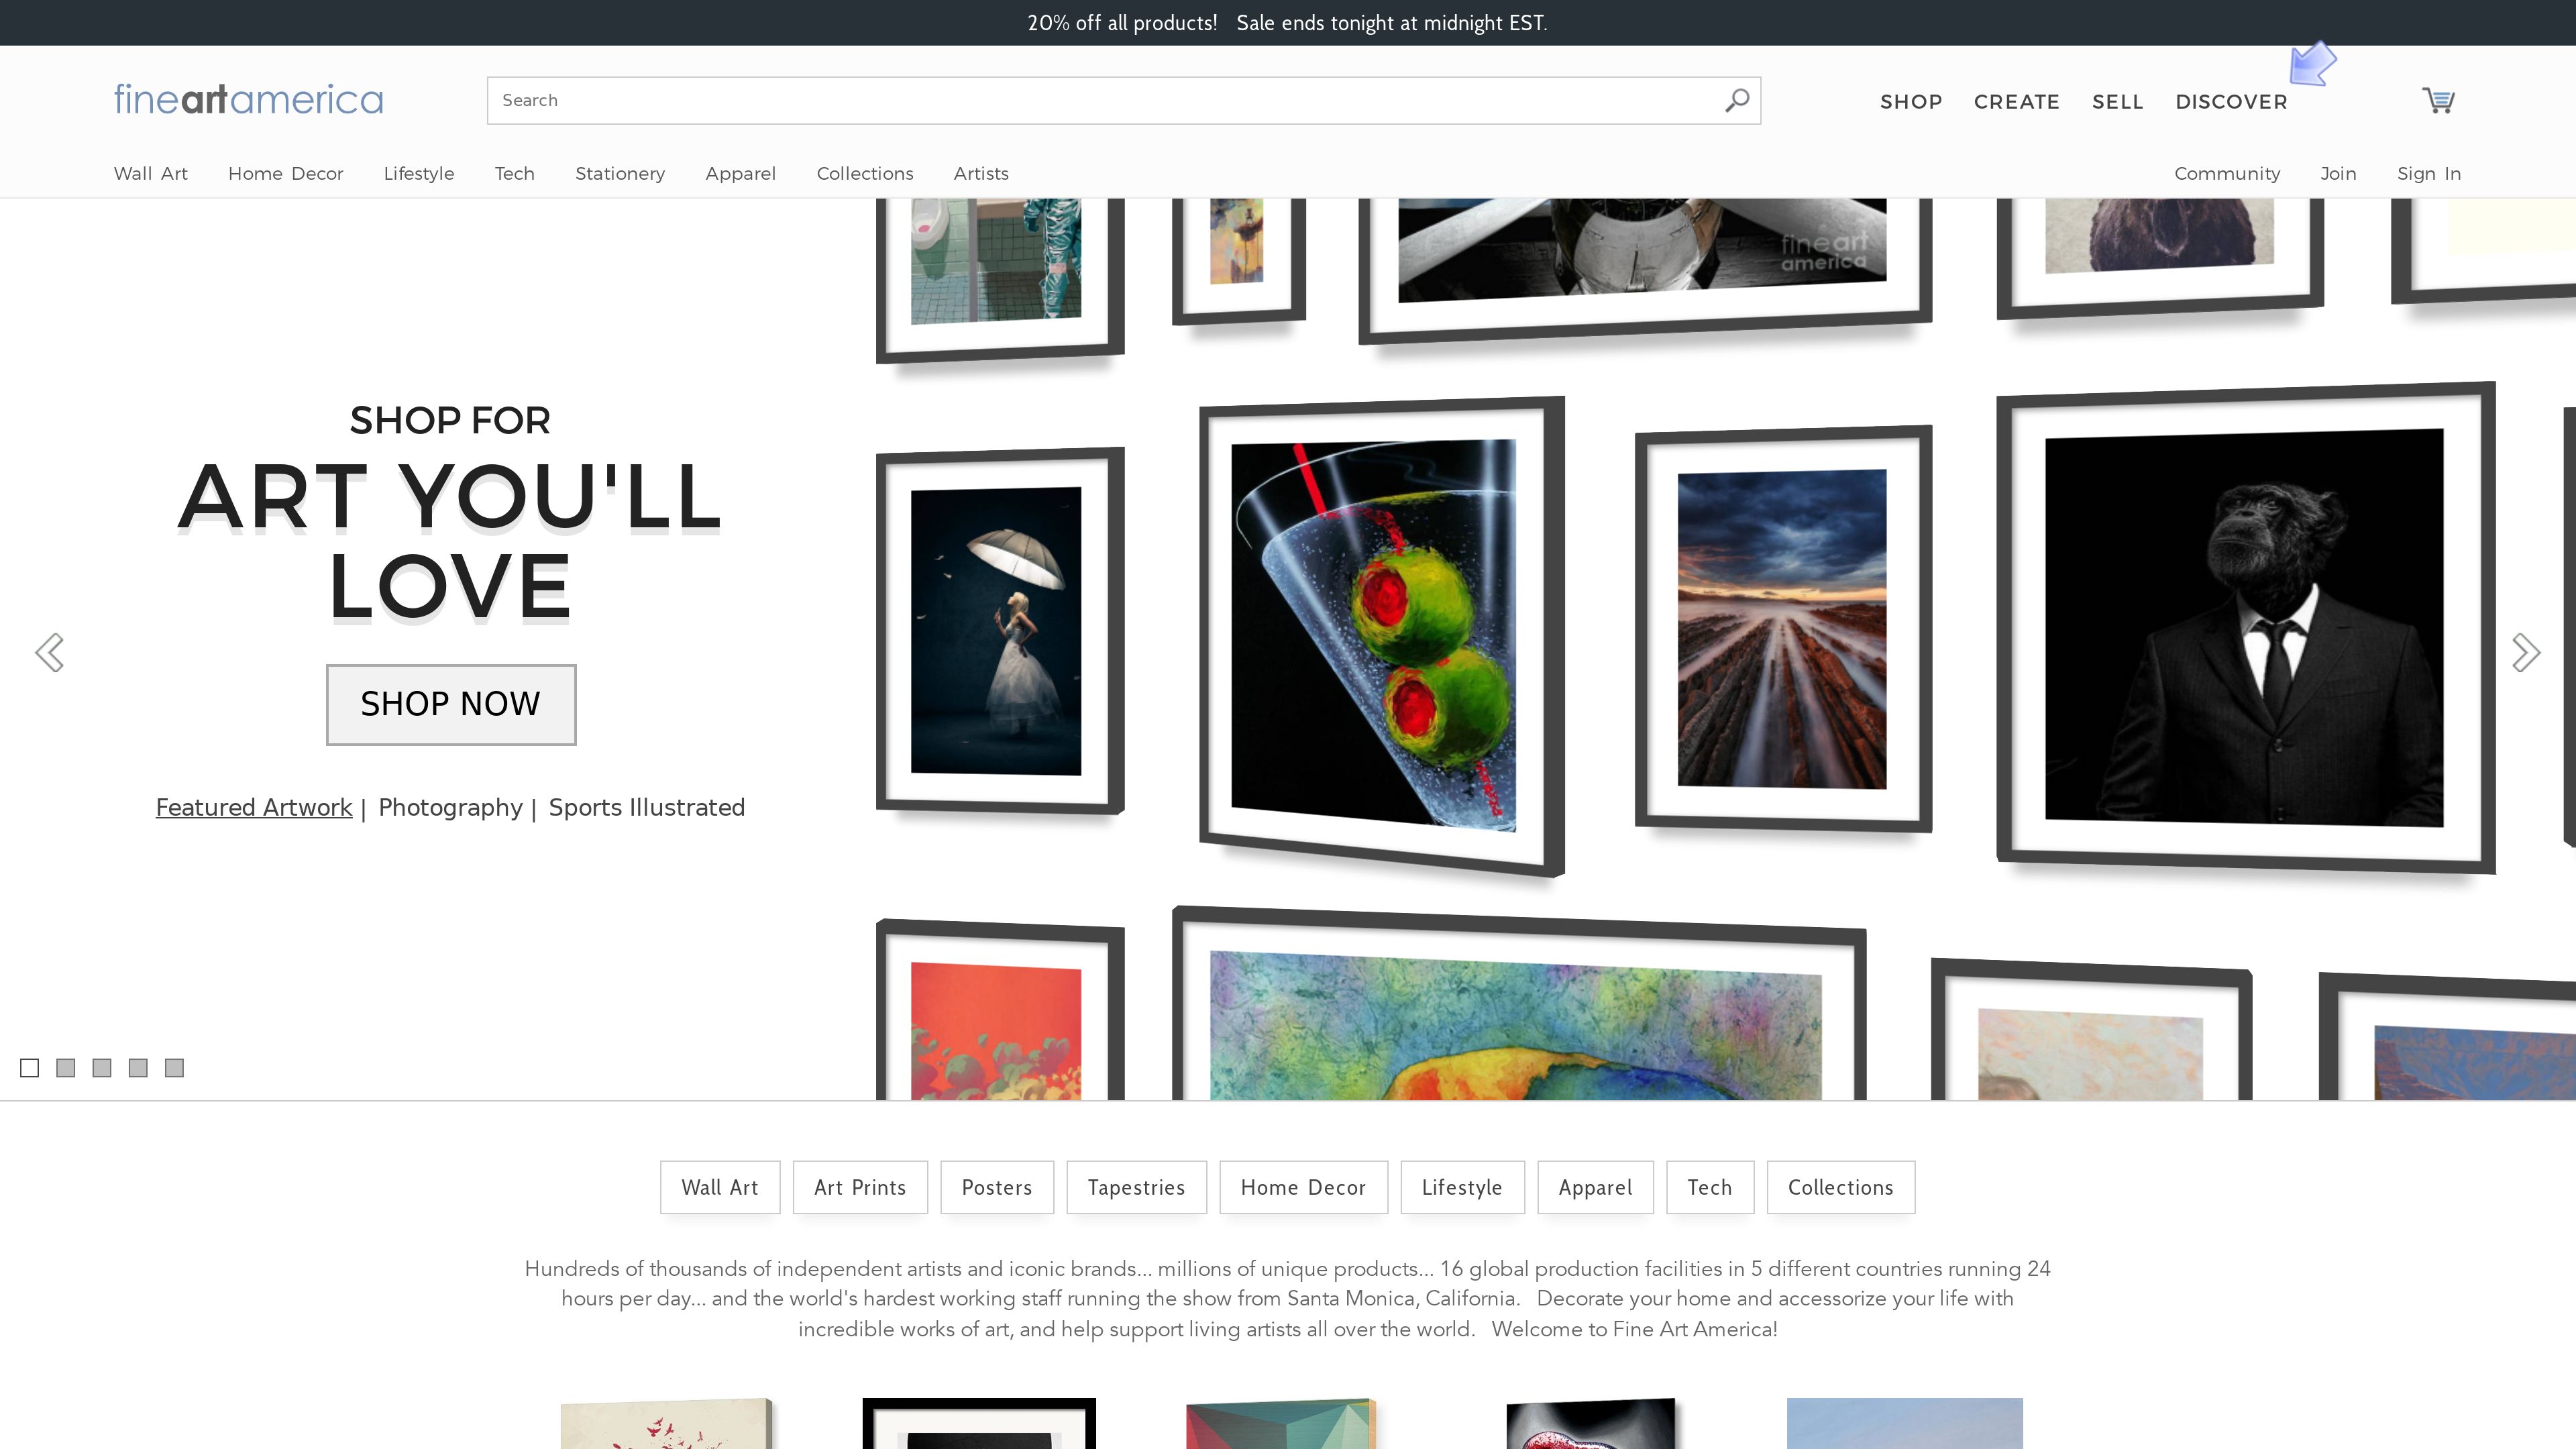 20% off all products! Sale ends tonight at midnight EST.
fineartamerica
Search
SHOP CREATE SELL DISCOVER
Wall Art Home Decor Lifestyle Tech Stationery Apparel Collections Artists
Community Join Sign In
fineart
america
SHOP FOR
ART YOU'LL
LOVE
SHOP NOW
Featured Artwork | Photography | Sports Illustrated
Wall Art Art Prints Posters Tapestries Home Decor Lifestyle Apparel Tech Collections
Hundreds of thousands of independent artists and iconic brands... millions of unique products... 16 global production facilities in 5 different countries running 24
hours per day... and the world's hardest working staff running the show from Santa Monica, California. Decorate your home and accessorize your life with
incredible works of art, and help support living artists all over the world. Welcome to Fine Art America!